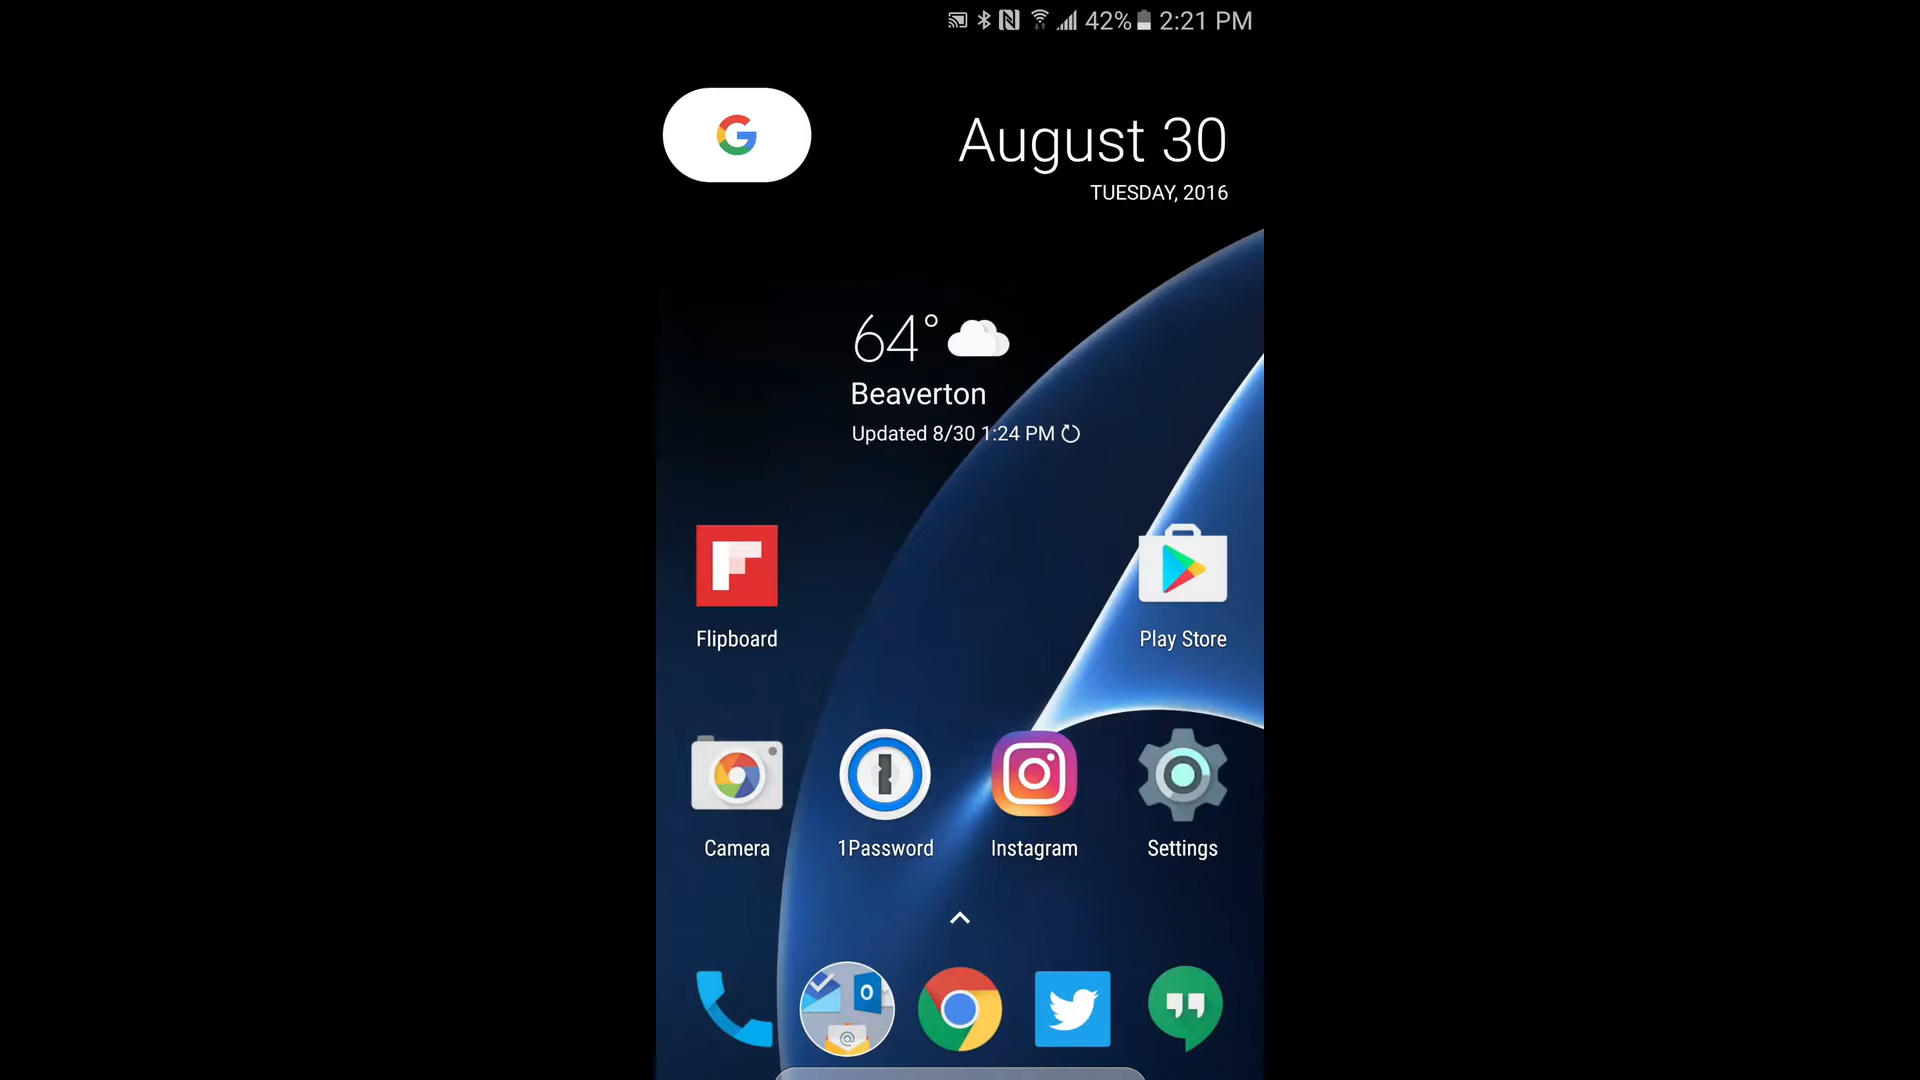 42% 2:21 PM
August 30
TUESDAY, 2016
64°
Beaverton
Updated 8/30 1:24 PM
Flipboard
Play Store
Camera
1Password
Instagram
Settings